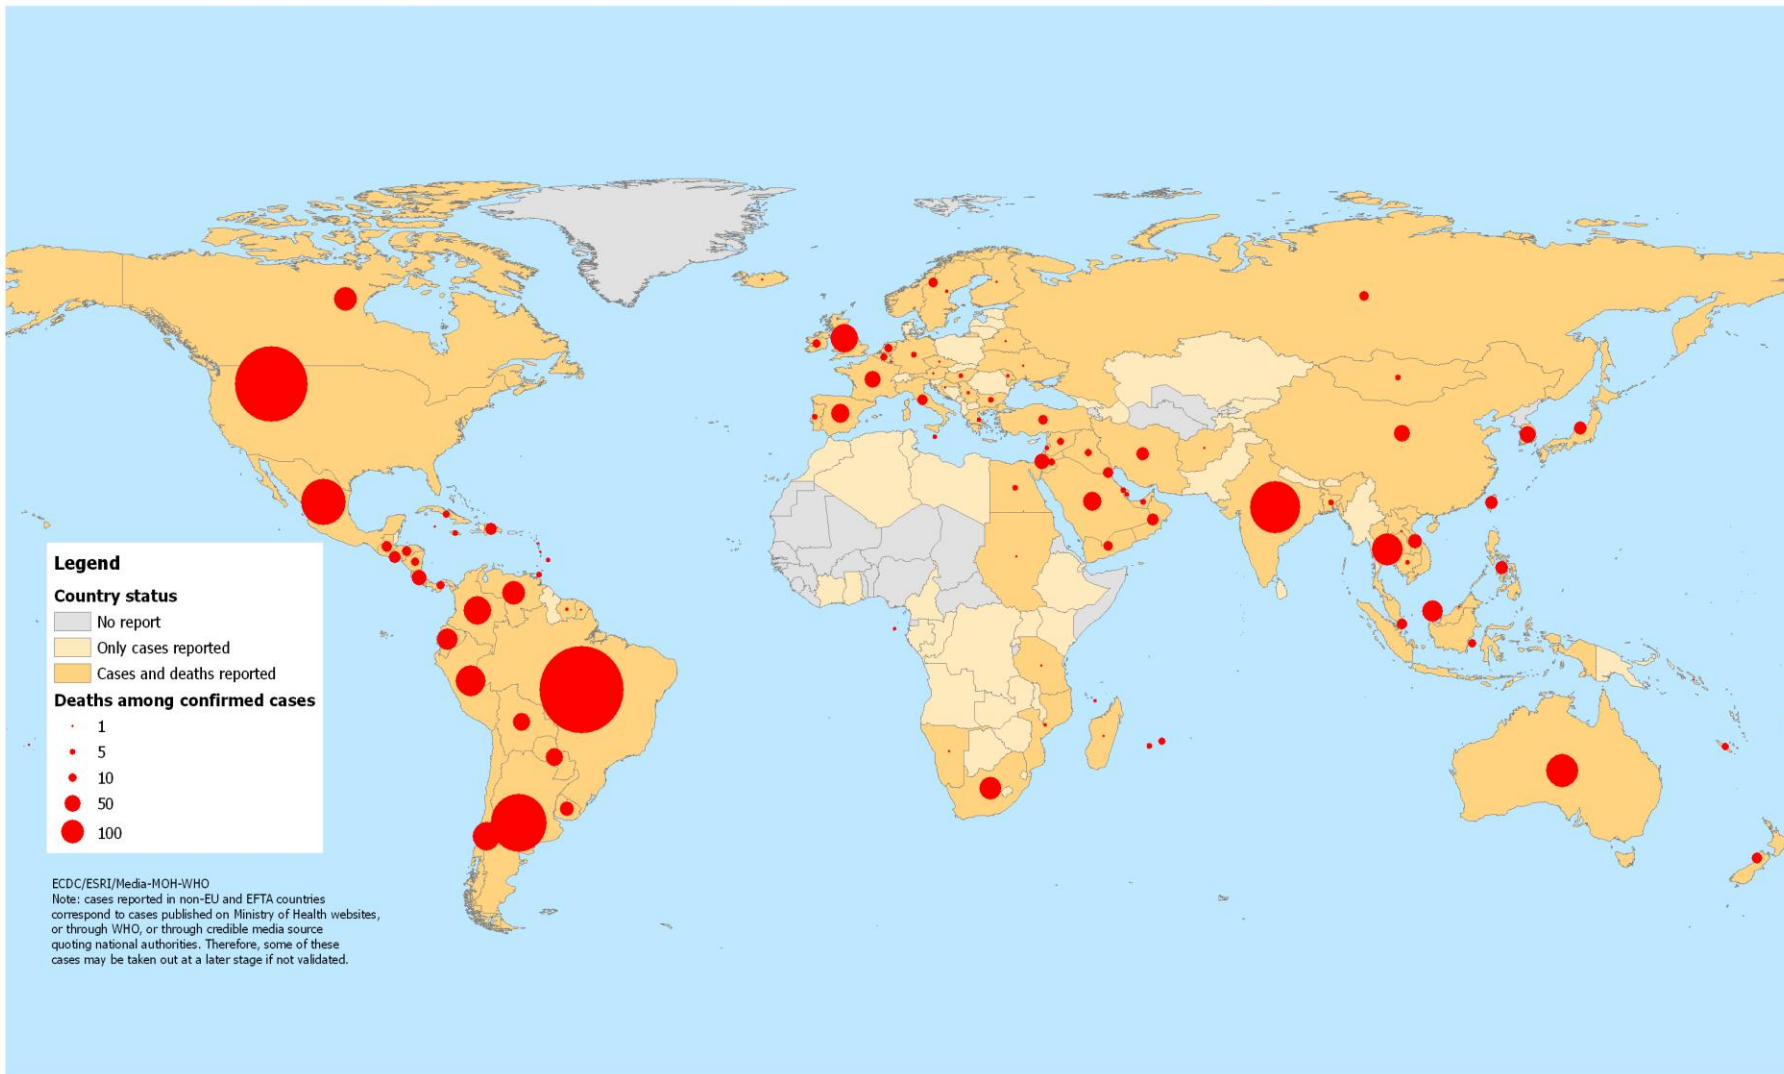 Legend
Country status
No report
Only cases reported
Cases and deaths reported
Deaths among confirmed cases
1
5
10
50
100
ECDC/ESRI/Media-MOH-WHO
Note: cases reported in non-EU and EFTA countries
correspond to cases published on Ministry of Health websites,
or through WHO, or through credible media source
quoting national authorities. Therefore, some of these
cases may be taken out at a later stage if not validated.